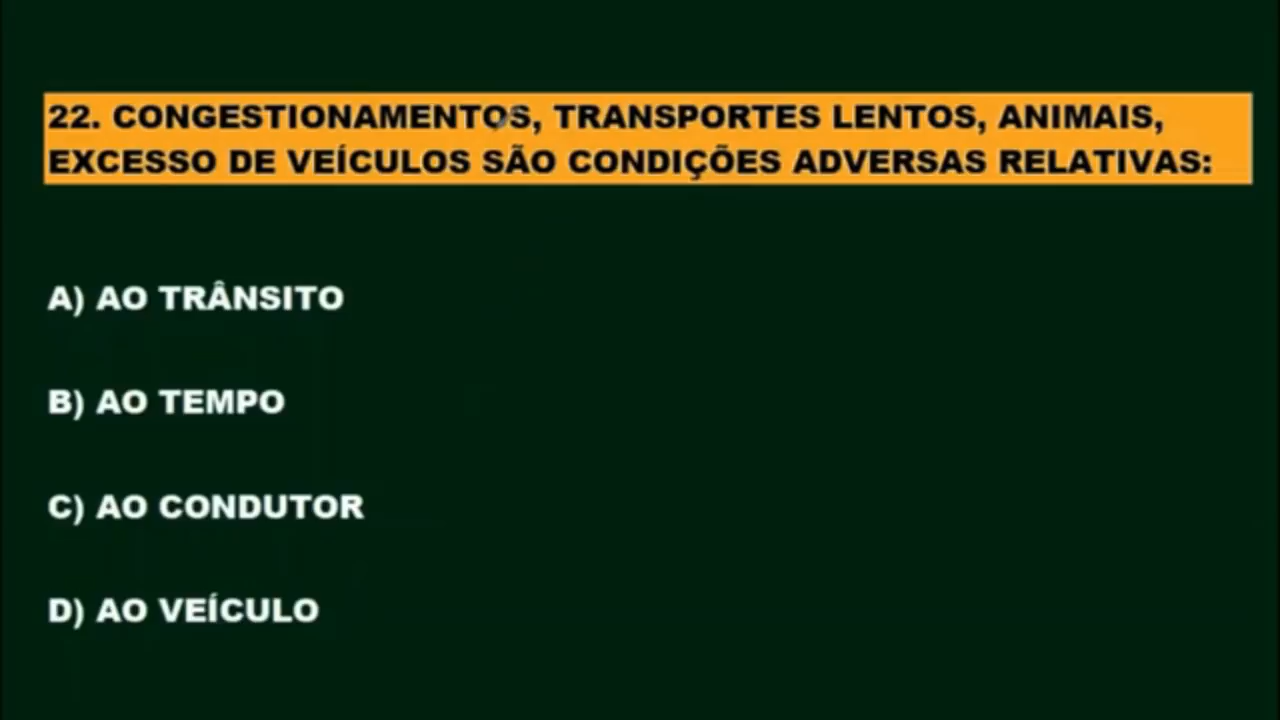 22. CONGESTIONAMENTOS, TRANSPORTES LENTOS, ANIMAIS,
EXCESSO DE VEÍCULOS SÃO CONDIÇÕES ADVERSAS RELATIVAS:
A) AO TRÂNSITO
B) AO TEMPO
C) AO CONDUTOR
D) AO VEÍCULO